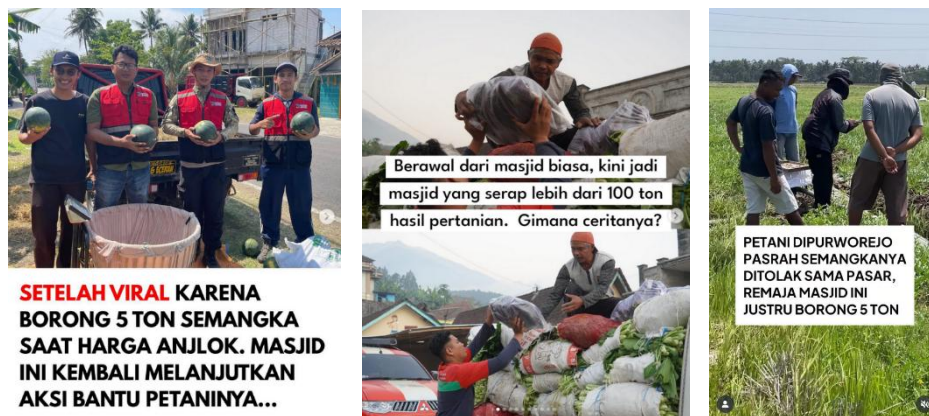 SETELAH VIRAL KARENA
BORONG 5 TON SEMANGKA
SAAT HARGA ANJLOK. MASJID
INI KEMBALI MELANJUTKAN
AKSI BANTU PETANINYA...
Berawal dari masjid biasa, kini jadi
masjid yang serap lebih dari 100 ton
hasil pertanian. Gimana ceritanya?
PETANI DIPURWOREJO
PASRAH SEMANGKANYA
DITOLAK SAMA PASAR,
REMAJA MASJID INI
JUSTRU BORONG 5 TON